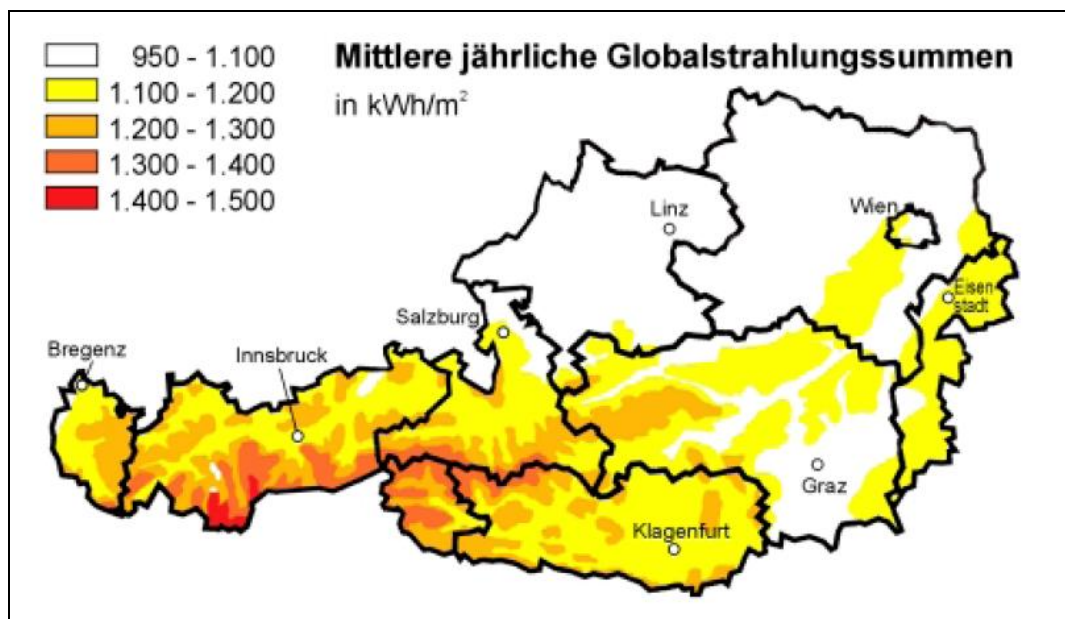 950 - 1.100
1.100 - 1.200
1.200 - 1.300
1.300 - 1.400
1.400 - 1.500
Mittlere jährliche Globalstrahlungssummen
in kWh/m²
Linz
Wien
Eisen
stadt
Salzburg
Bregenz
Innsbruck
Graz
Klagenfurt